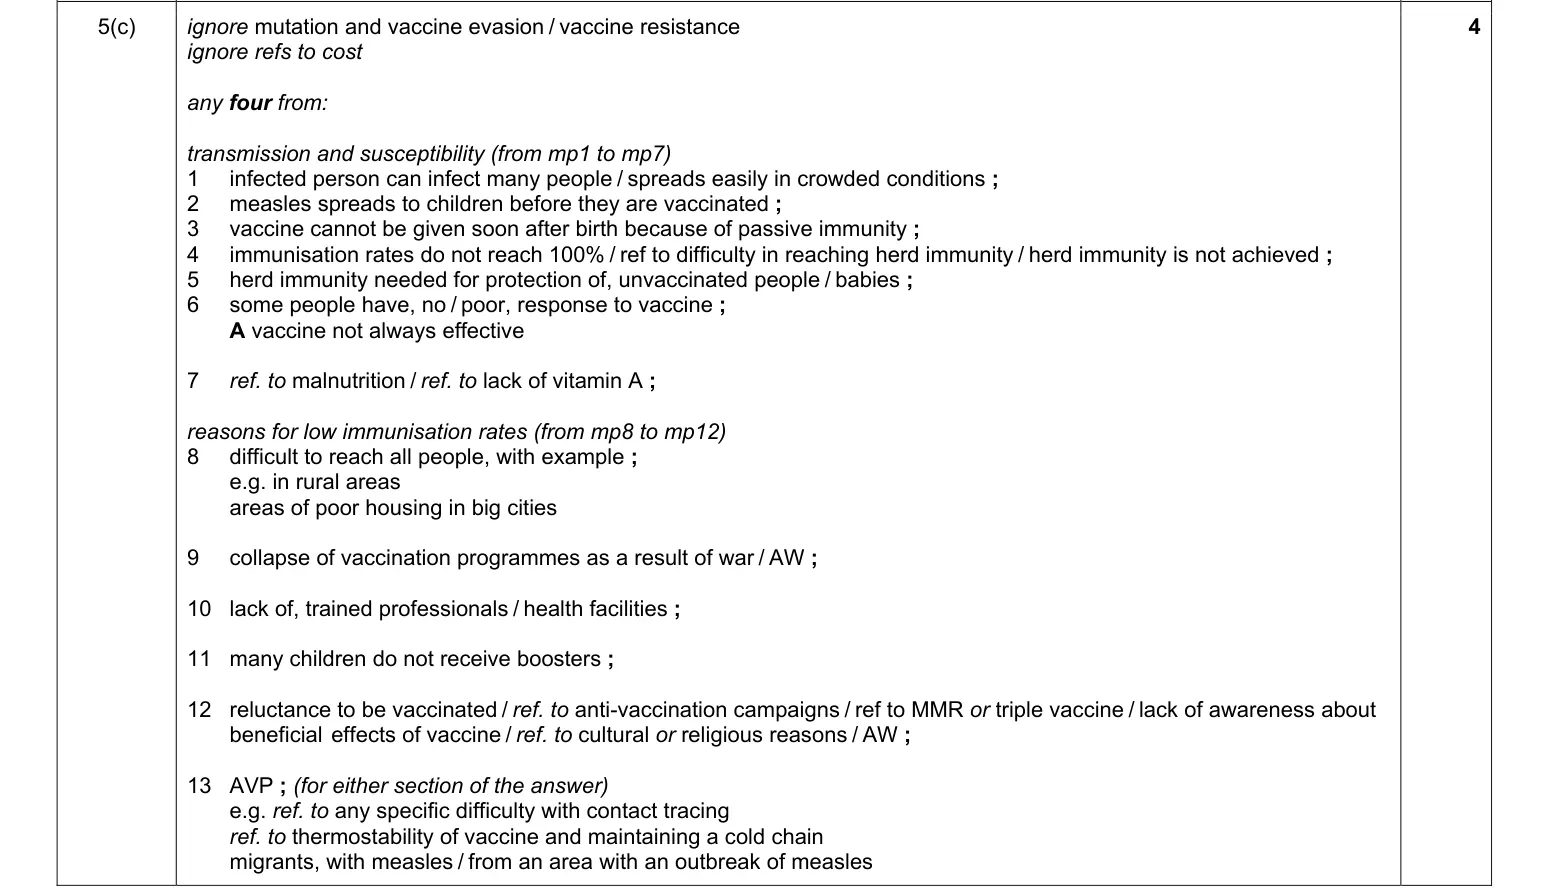 5(c) ignore mutation and vaccine evasion / vaccine resistance 4
ignore refs to cost
any four from:
transmission and susceptibility (from mp1 to mp7)
1 infected person can infect many people / spreads easily in crowded conditions ;
2 measles spreads to children before they are vaccinated ;
3 vaccine cannot be given soon after birth because of passive immunity ;
4 immunisation rates do not reach 100% / ref to difficulty in reaching herd immunity / herd immunity is not achieved ;
5 herd immunity needed for protection of, unvaccinated people / babies ;
6 some people have, no / poor, response to vaccine ;
A vaccine not always effective
7 ref. to malnutrition / ref. to lack of vitamin A ;
reasons for low immunisation rates (from mp8 to mp12)
8 difficult to reach all people, with example ;
e.g. in rural areas
areas of poor housing in big cities
9 collapse of vaccination programmes as a result of war / AW ;
10 lack of, trained professionals / health facilities ;
11 many children do not receive boosters ;
12 reluctance to be vaccinated / ref. to anti-vaccination campaigns / ref to MMR or triple vaccine / lack of awareness about
beneficial effects of vaccine / ref. to cultural or religious reasons / AW ;
13 AVP ; (for either section of the answer)
e.g. ref. to any specific difficulty with contact tracing
ref. to thermostability of vaccine and maintaining a cold chain
migrants, with measles / from an area with an outbreak of measles